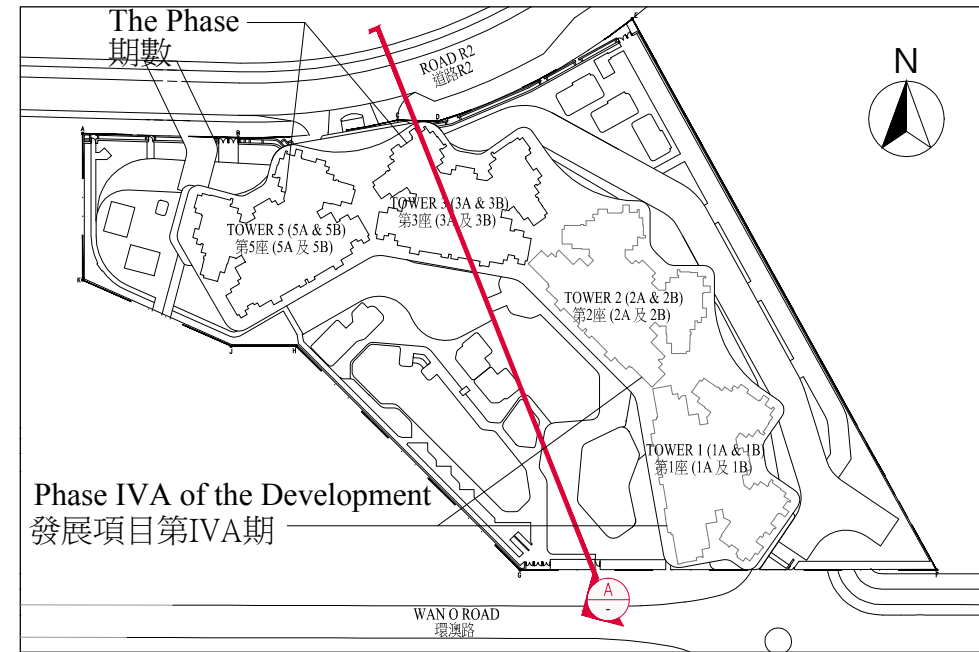 The Phase
期數
ROAD R2
道路R2
N
A
B
C
D
E
TOWER 3 (3A & 3B)
第3座 (3A 及 3B)
TOWER 5 (5A & 5B)
第5座 (5A 及 5B)
TOWER 2 (2A & 2B)
第2座 (2A 及 2B)
K
J
H
TOWER 1 (1A & 1B)
第1座 (1A 及 1B)
Phase IVA of the Development
發展項目第IVA期
G
F
A
-
WAN O ROAD
環澳路